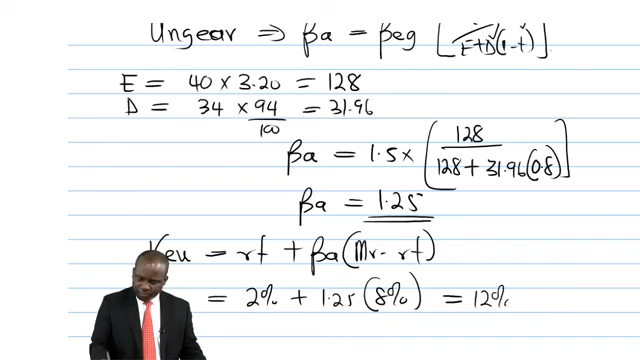 Ungear ⇒ βa = βeg [ E+D(1-t) ]
E = 40 × 3.20 = 128
D = 34 × 94/100 = 31.96
βa = 1.5 × [ 128 / 128 + 31.96(0.8) ]
βa = 1.25
Keu = rf + βa(Mr - rf)
= 2% + 1.25(8%) = 12%